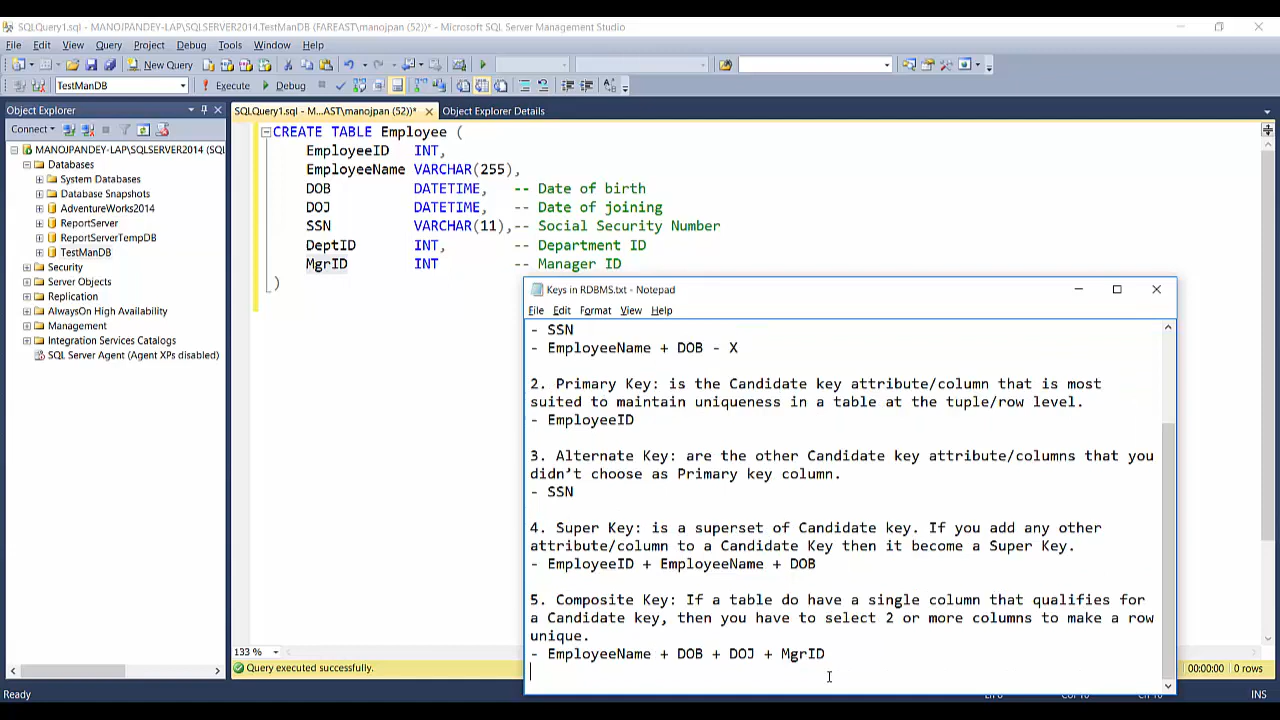 SQLQuery1.sql - MANOJPANDEY-LAP\SQLSERVER2014.TestManDB (FAREAST\manojpan (52))* - Microsoft SQL Server Management Studio
File Edit View Query Project Debug Tools Window Help
New Query
TestManDB Execute Debug
Object Explorer
SQLQuery1.sql - M...AST\manojpan (52))* Object Explorer Details
Connect
MANOJPANDEY-LAP\SQLSERVER2014 (SQL
Databases
System Databases
Database Snapshots
AdventureWorks2014
ReportServer
ReportServerTempDB
TestManDB
Security
Server Objects
Replication
AlwaysOn High Availability
Management
Integration Services Catalogs
SQL Server Agent (Agent XPs disabled)
CREATE TABLE Employee (
EmployeeID INT,
EmployeeName VARCHAR(255),
DOB DATETIME, -- Date of birth
DOJ DATETIME, -- Date of joining
SSN VARCHAR(11),-- Social Security Number
DeptID INT, -- Department ID
MgrID INT -- Manager ID
)
Keys in RDBMS.txt - Notepad
File Edit Format View Help
- SSN
- EmployeeName + DOB - X
2. Primary Key: is the Candidate key attribute/column that is most
suited to maintain uniqueness in a table at the tuple/row level.
- EmployeeID
3. Alternate Key: are the other Candidate key attribute/columns that you
didn't choose as Primary key column.
- SSN
4. Super Key: is a superset of Candidate key. If you add any other
attribute/column to a Candidate Key then it become a Super Key.
- EmployeeID + EmployeeName + DOB
5. Composite Key: If a table do have a single column that qualifies for
a Candidate key, then you have to select 2 or more columns to make a row
unique.
- EmployeeName + DOB + DOJ + MgrID
133 %
Query executed successfully. 00:00:00 0 rows
Ready INS